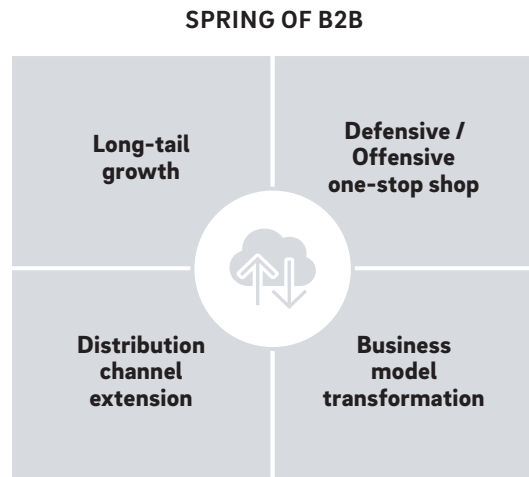 SPRING OF B2B
Long-tail
growth
Defensive /
Offensive
one-stop shop
Distribution
channel
extension
Business
model
transformation